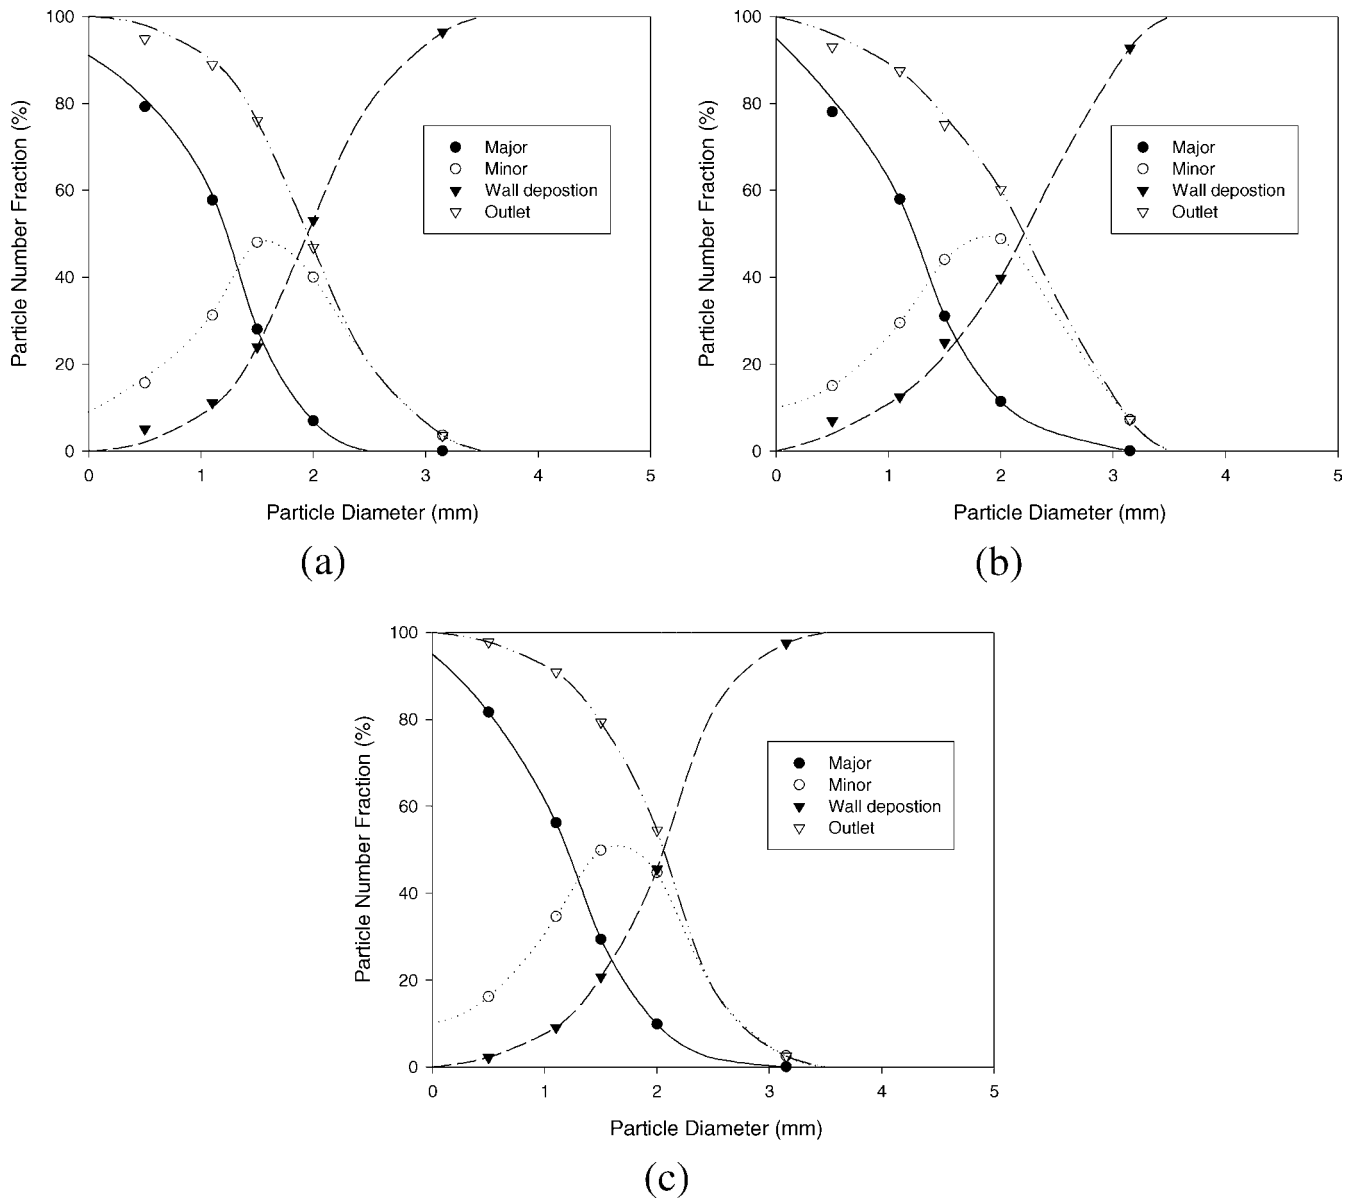 100
80
60
40
20
0
Particle Number Fraction (%)
Major
Minor
Wall depostion
Outlet
0 1 2 3 4 5
Particle Diameter (mm)
(a)
100
80
60
40
20
0
Particle Number Fraction (%)
Major
Minor
Wall depostion
Outlet
0 1 2 3 4 5
Particle Diameter (mm)
(b)
100
80
60
40
20
0
Particle Number Fraction (%)
Major
Minor
Wall depostion
Outlet
0 1 2 3 4 5
Particle Diameter (mm)
(c)